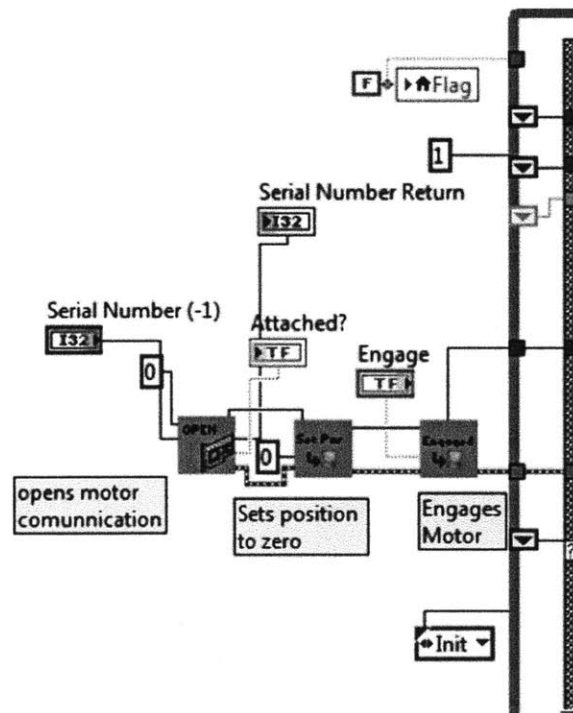 F
Flag
1
Serial Number Return
I32
Serial Number (-1)
I32
Attached?
TF
0
Engage
TF
OPEN
0
Set Par
Engaged
opens motor
comunnication
Sets position
to zero
Engages
Motor
Init